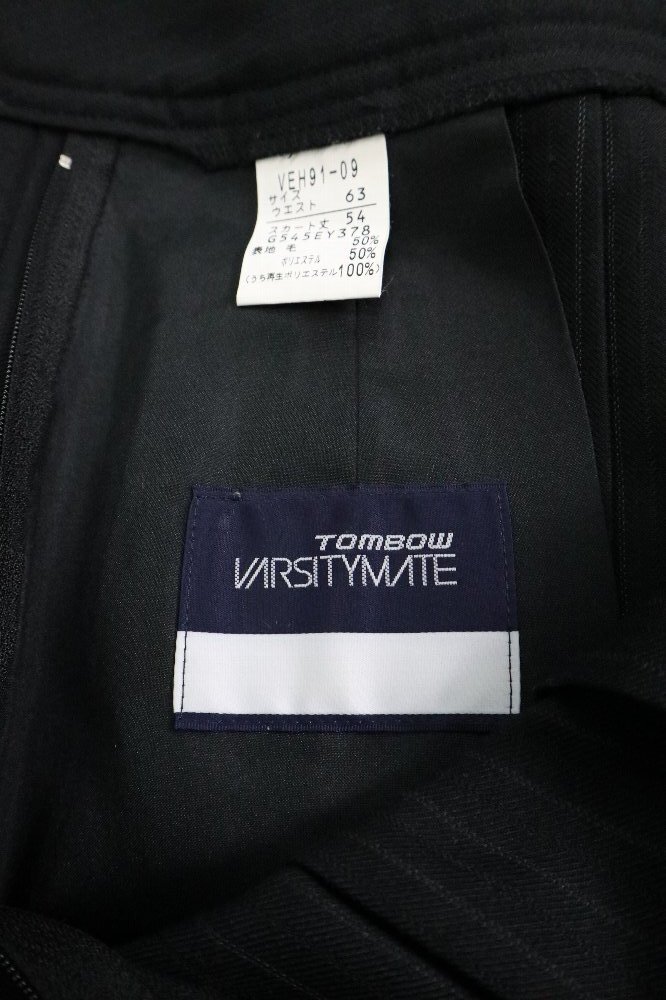 VEH91-09
サイズ
ウエスト 63
スカート丈 54
G545EY378
表地 毛 50%
ポリエステル 50%
(うち再生ポリエステル100%)
TOMBOW
VARSITYMATE